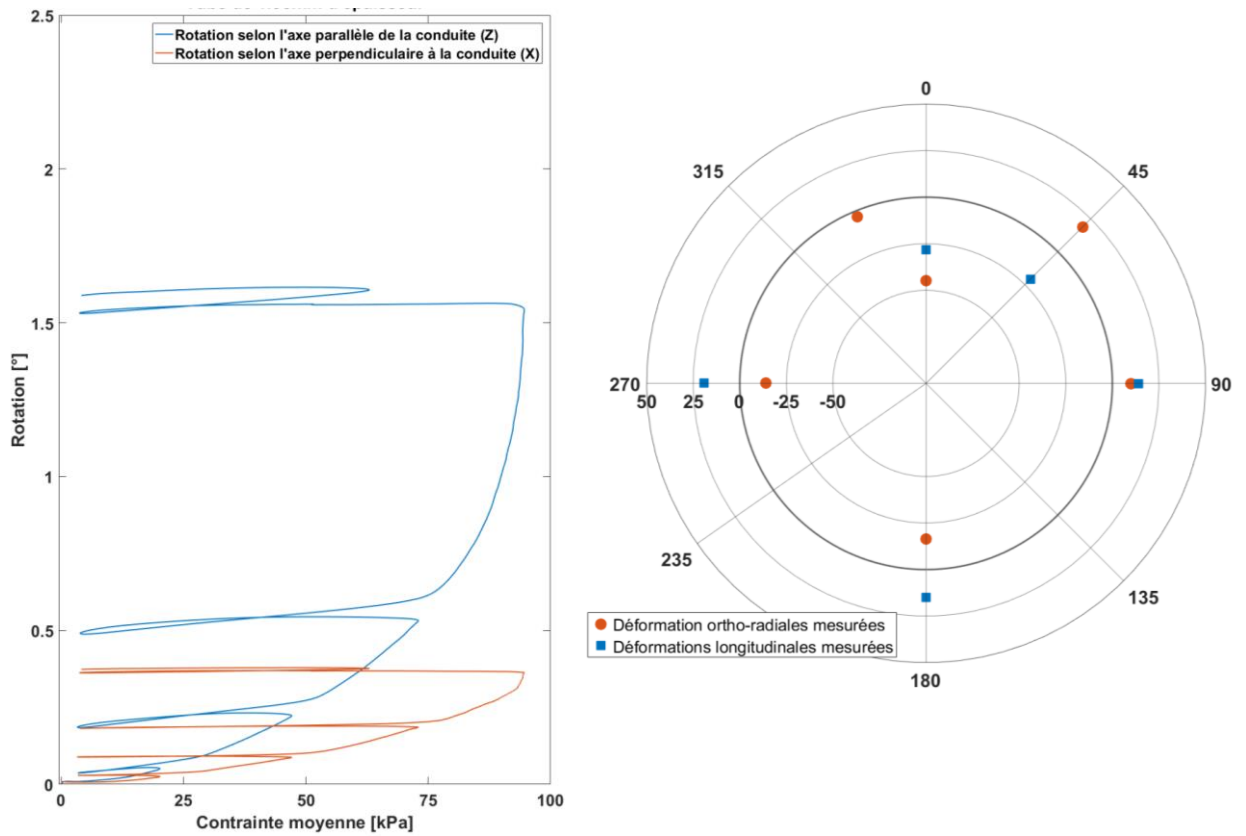 2.5
Rotation selon l'axe parallèle de la conduite (Z)
Rotation selon l'axe perpendiculaire à la conduite (X)
2
1.5
1
0.5
0
Rotation [°]
0 25 50 75 100
Contrainte moyenne [kPa]
0
315 45
270 90
50 25 0 -25 -50
235 135
180
Déformation ortho-radiales mesurées
Déformations longitudinales mesurées